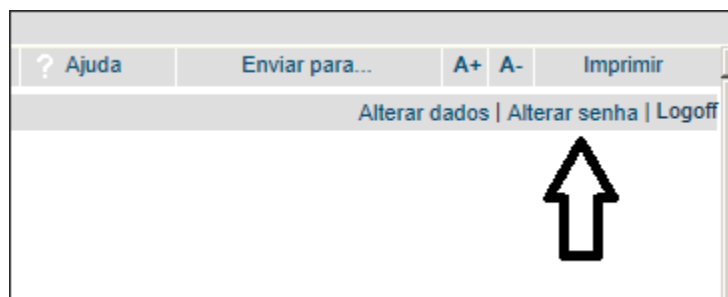 ? Ajuda Enviar para... A+ A- Imprimir
Alterar dados | Alterar senha | Logoff